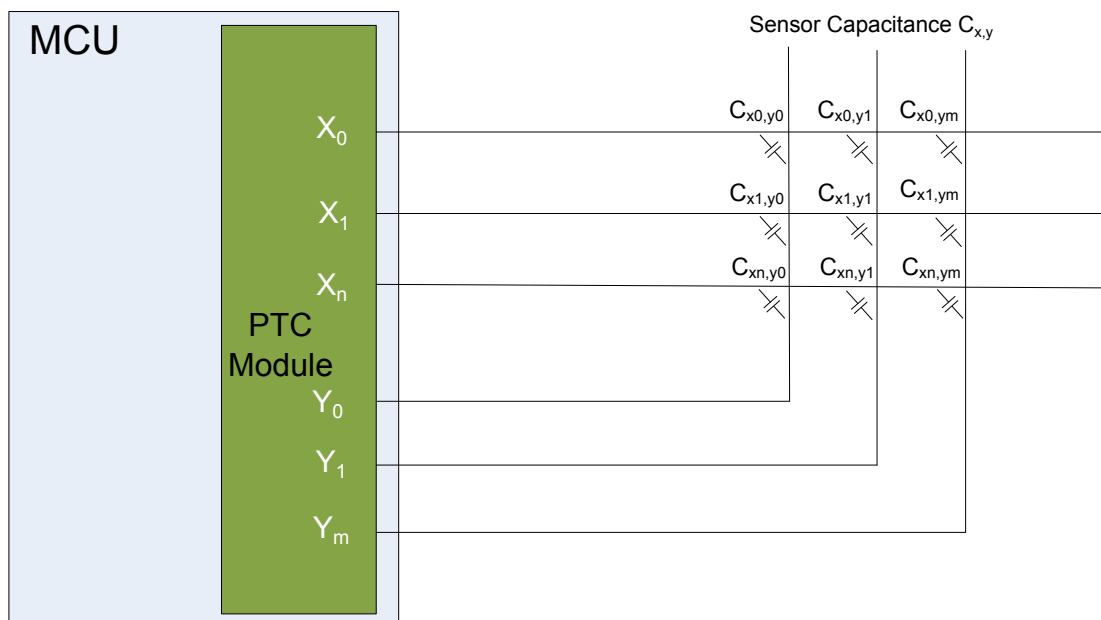 MCU
Sensor Capacitance Cx,y
X0
Cx0,y0 Cx0,y1 Cx0,ym
X1
Cx1,y0 Cx1,y1 Cx1,ym
Xn
Cxn,y0 Cxn,y1 Cxn,ym
PTC
Module
Y0
Y1
Ym